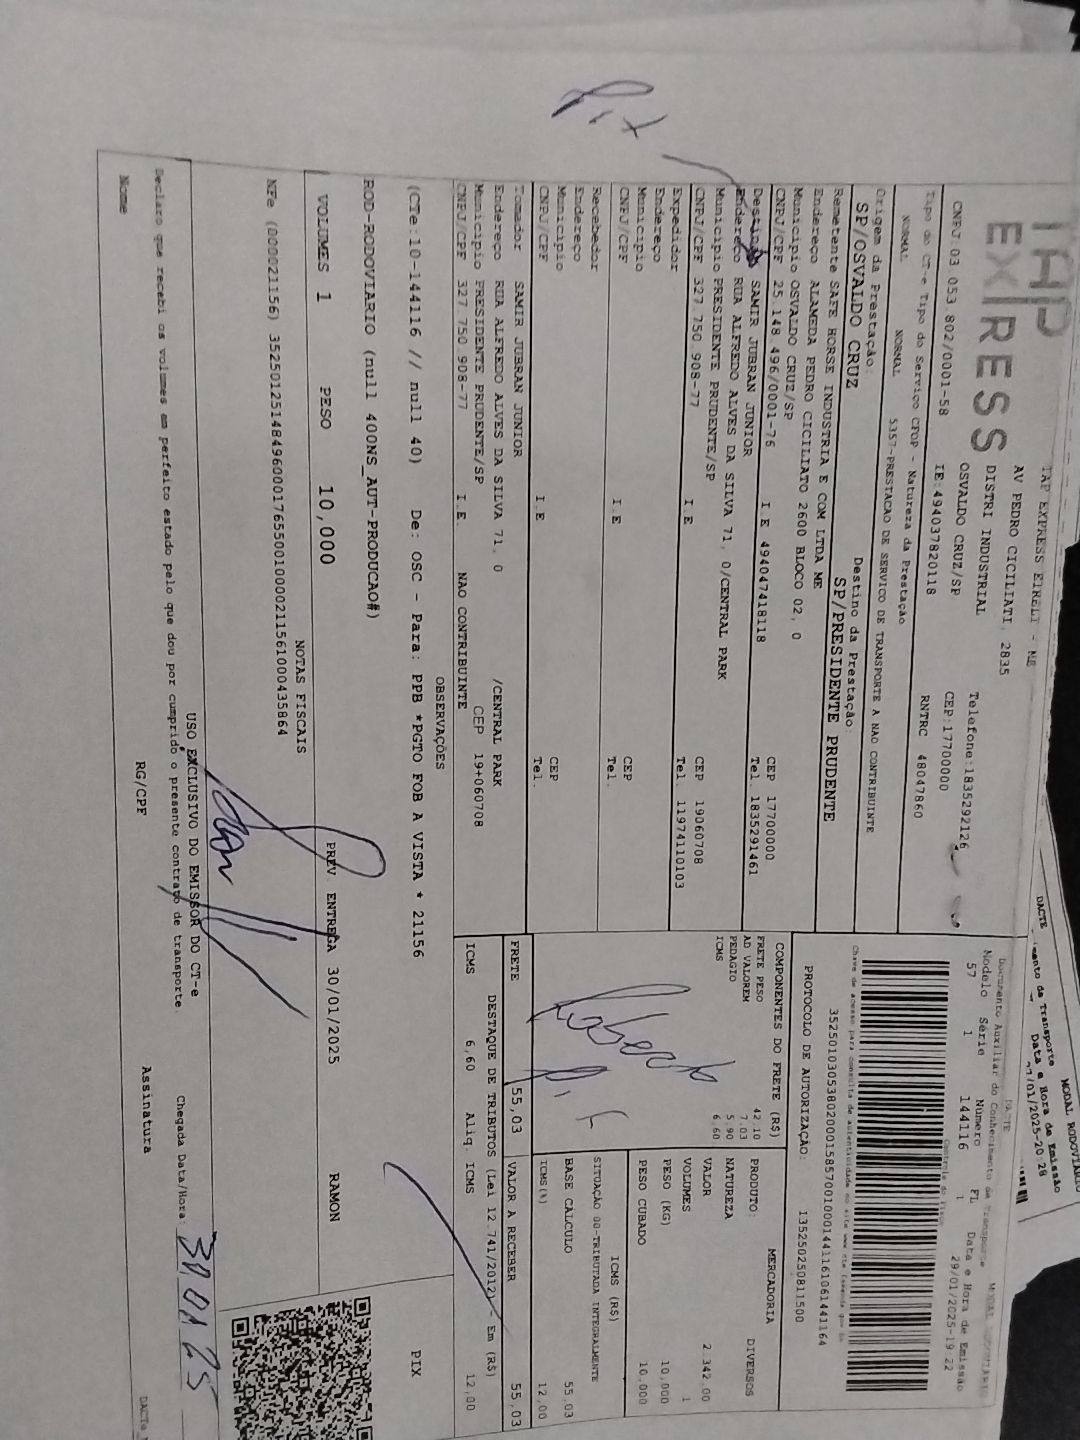 TAP
EX|RESS
TAP EXPRESS EIRELI - ME
AV PEDRO CICILIATI, 2835
DISTRI INDUSTRIAL
OSVALDO CRUZ/SP
Telefone:1835292126
CEP:17700000
CNPJ:03 053 802/0001-58 IE:494037820118 RNTRC 48047860
Tipo do CT-e Tipo do Serviço CFOP - Natureza da Prestação
NORMAL NORMAL 5357-PRESTACAO DE SERVICO DE TRANSPORTE A NAO CONTRIBUINTE
Origem da Prestação: Destino da Prestação:
SP/OSVALDO CRUZ SP/PRESIDENTE PRUDENTE
Remetente SAFE HORSE INDUSTRIA E COM LTDA ME
Endereço ALAMEDA PEDRO CICILIATO 2600 BLOCO 02, 0
Município OSVALDO CRUZ/SP CEP 17700000
CNPJ/CPF 25.148.496/0001-76 I.E 494047418118 Tel. 1835291461
SAMIR JUBRAN JUNIOR
Endereço RUA ALFREDO ALVES DA SILVA 71, 0/CENTRAL PARK
Município PRESIDENTE PRUDENTE/SP CEP 19060708
CNPJ/CPF 327.750.908-77 I.E Tel. 11974110103
Expedidor
Endereço
Município CEP
CNPJ/CPF I.E Tel.
Recebedor
Endereço
Município CEP
CNPJ/CPF I.E Tel.
Tomador SAMIR JUBRAN JUNIOR
Endereço RUA ALFREDO ALVES DA SILVA 71, 0 /CENTRAL PARK
Município PRESIDENTE PRUDENTE/SP CEP 19+060708
CNPJ/CPF 327.750.908-77 I.E NAO CONTRIBUINTE
OBSERVAÇÕES
(CTe:10-144116 // null 40) De: OSC - Para: PPB *PGTO FOB A VISTA * 21156
ROD-RODOVIARIO (null 400NS_AUT-PRODUCAO#)
PIX
VOLUMES 1 PESO 10,000 PREV. ENTREGA 30/01/2025 RAMON
NOTAS FISCAIS
NFe (000021156) 35250125148496000176550010000211561000435864
USO EXCLUSIVO DO EMISSOR DO CT-e
Declaro que recebi os volumes em perfeito estado pelo que dou por cumprido o presente contrato de transporte.
Chegada Data/Hora: 30.01.25
Nome RG/CPF Assinatura
Documento Auxiliar do Conhecimento de Transporte
Modelo Série Número FL Data e Hora de Emissão
57 1 144116 1 29/01/2025-19:22
35250103053802000158570010001441161061441164
PROTOCOLO DE AUTORIZAÇÃO: 135250250811500
COMPONENTES DO FRETE (R$)
FRETE PESO 42,10
AD VALOREM 7,03
PEDAGIO 5,90
ICMS 6,60
Roberto
MERCADORIA
PRODUTO: DIVERSOS
NATUREZA
VALOR 2.342,00
VOLUMES 1
PESO (KG) 10,000
PESO CUBADO 10,000
ICMS (R$)
SITUAÇÃO 00-TRIBUTADA INTEGRALMENTE
BASE CÁLCULO 55,03
ICMS(%) 12,00
FRETE 55,03 VALOR A RECEBER 55,03
DESTAQUE DE TRIBUTOS (Lei 12.741/2012) - Em (R$)
ICMS 6,60 Aliq. ICMS 12,00
DACTE
MODAL RODOVIÁRIO
Data e Hora de Emissão
/01/2025-20:28